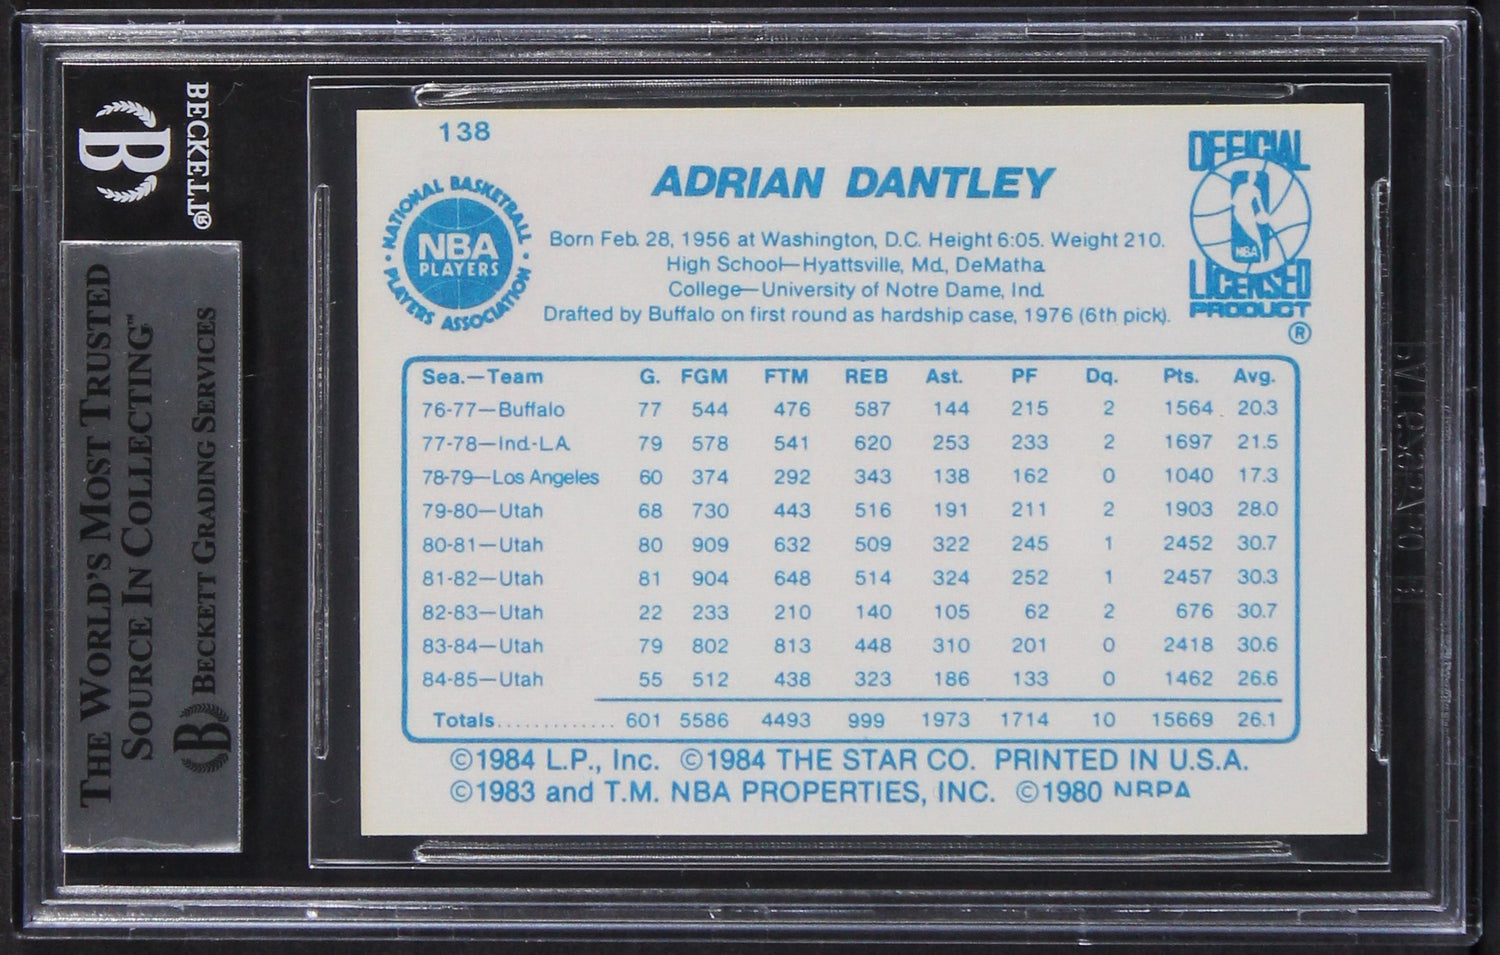 BECKETT®
THE WORLD'S MOST TRUSTED
SOURCE IN COLLECTING™
BECKETT GRADING SERVICES
138
NATIONAL BASKETBALL
NBA
PLAYERS
PLAYERS ASSOCIATION
ADRIAN DANTLEY
OFFICIAL
NBA
LICENSED
PRODUCT
®
Born Feb. 28, 1956 at Washington, D.C. Height 6:05. Weight 210.
High School—Hyattsville, Md., DeMatha
College—University of Notre Dame, Ind.
Drafted by Buffalo on first round as hardship case, 1976 (6th pick).
Sea.—Team G. FGM FTM REB Ast. PF Dq. Pts. Avg.
76-77—Buffalo 77 544 476 587 144 215 2 1564 20.3
77-78—Ind.-L.A. 79 578 541 620 253 233 2 1697 21.5
78-79—Los Angeles 60 374 292 343 138 162 0 1040 17.3
79-80—Utah 68 730 443 516 191 211 2 1903 28.0
80-81—Utah 80 909 632 509 322 245 1 2452 30.7
81-82—Utah 81 904 648 514 324 252 1 2457 30.3
82-83—Utah 22 233 210 140 105 62 2 676 30.7
83-84—Utah 79 802 813 448 310 201 0 2418 30.6
84-85—Utah 55 512 438 323 186 133 0 1462 26.6
Totals............. 601 5586 4493 999 1973 1714 10 15669 26.1
©1984 L.P., Inc. ©1984 THE STAR CO. PRINTED IN U.S.A.
©1983 and T.M. NBA PROPERTIES, INC. ©1980 NBPA